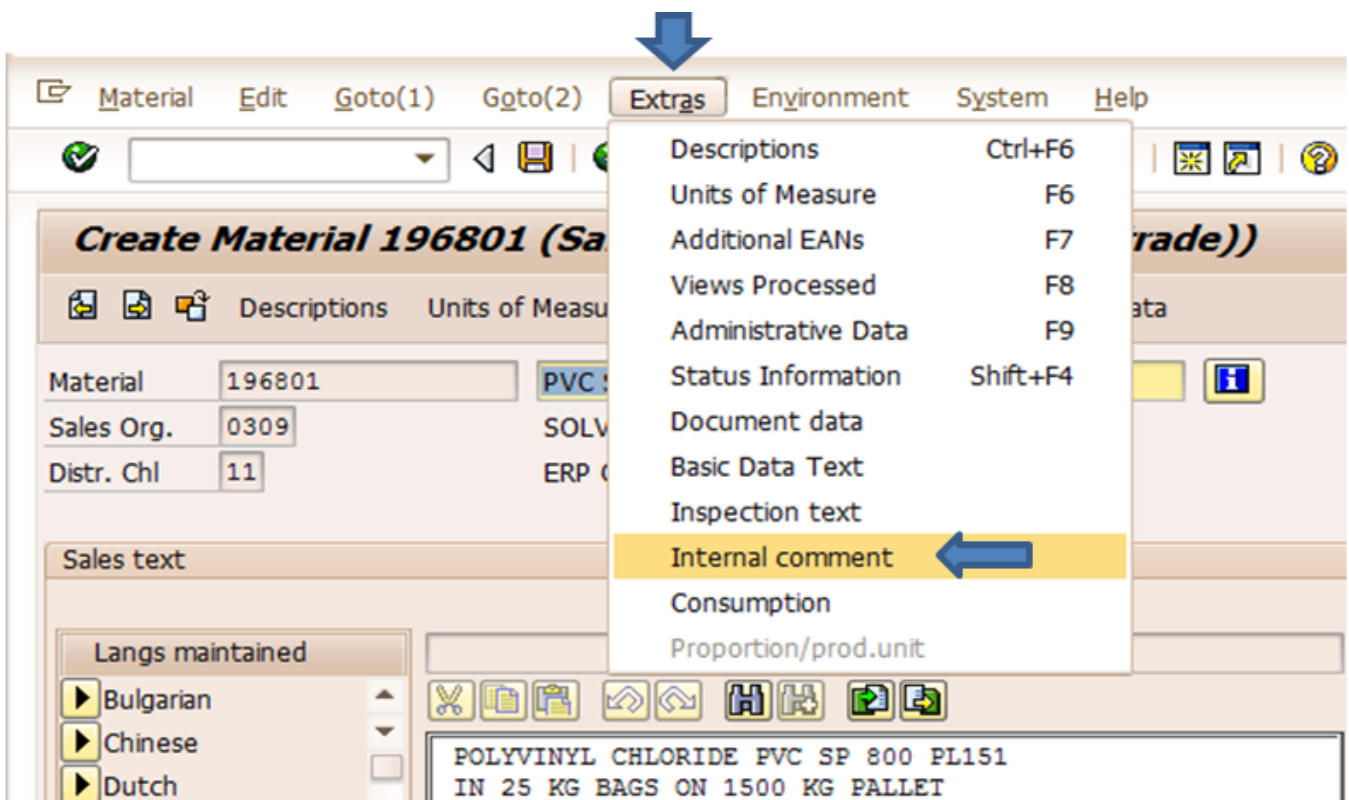 Material Edit Goto(1) Goto(2) Extras Environment System Help
Descriptions Ctrl+F6
Units of Measure F6
Additional EANs F7
Views Processed F8
Administrative Data F9
Status Information Shift+F4
Document data
Basic Data Text
Inspection text
Internal comment
Consumption
Proportion/prod.unit
Create Material 196801 (Sa rade))
Descriptions Units of Measu ata
Material 196801 PVC S
Sales Org. 0309 SOLV
Distr. Chl 11 ERP
Sales text
Langs maintained
Bulgarian
Chinese
Dutch
POLYVINYL CHLORIDE PVC SP 800 PL151
IN 25 KG BAGS ON 1500 KG PALLET